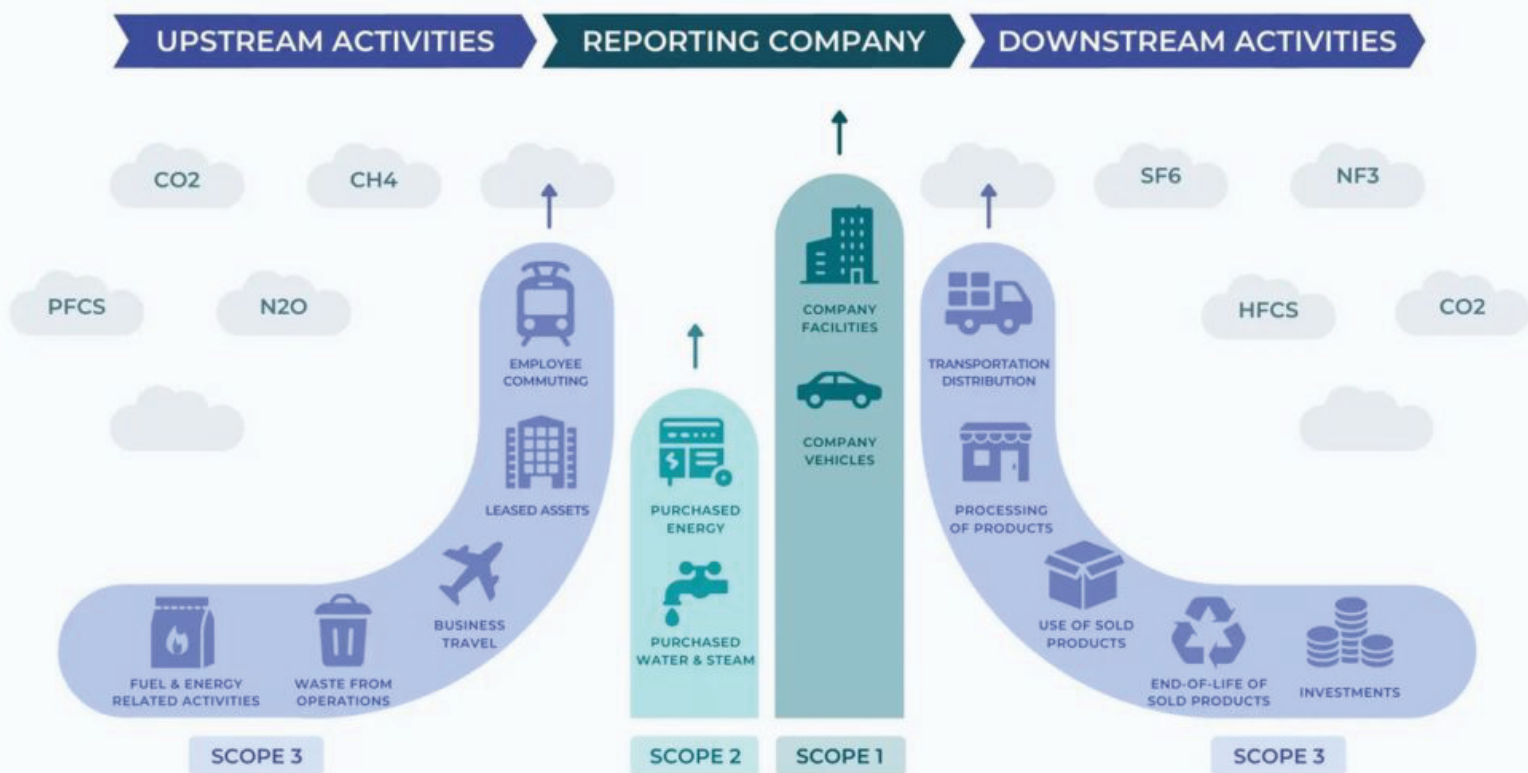 UPSTREAM ACTIVITIES
REPORTING COMPANY
DOWNSTREAM ACTIVITIES
CO2
CH4
SF6
NF3
PFCS
N2O
HFCS
CO2
EMPLOYEE
COMMUTING
LEASED ASSETS
BUSINESS
TRAVEL
FUEL & ENERGY
RELATED ACTIVITIES
WASTE FROM
OPERATIONS
PURCHASED
ENERGY
PURCHASED
WATER & STEAM
COMPANY
FACILITIES
COMPANY
VEHICLES
TRANSPORTATION
DISTRIBUTION
PROCESSING
OF PRODUCTS
USE OF SOLD
PRODUCTS
END-OF-LIFE OF
SOLD PRODUCTS
INVESTMENTS
SCOPE 3
SCOPE 2
SCOPE 1
SCOPE 3